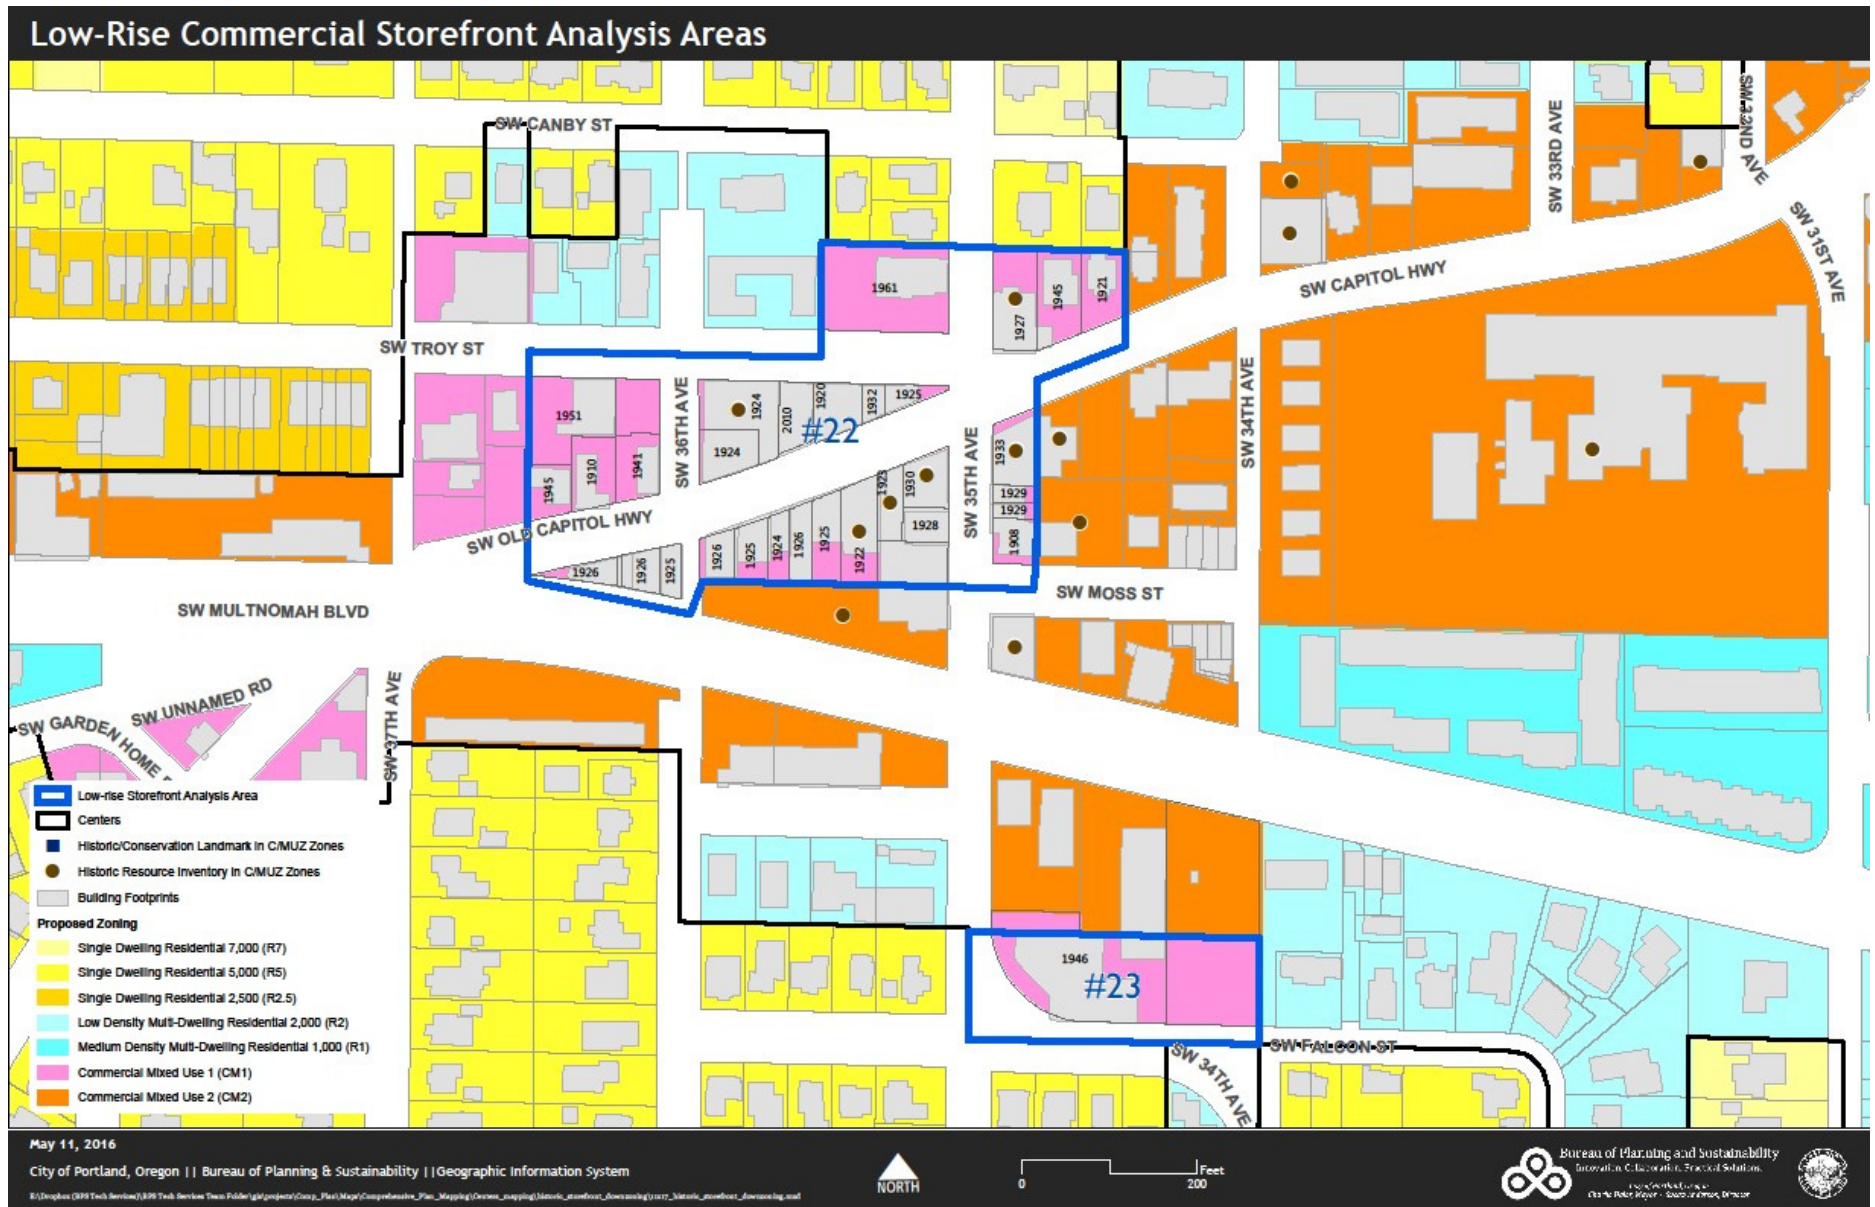 Low-Rise Commercial Storefront Analysis Areas
SW CANBY ST
SW 33RD AVE
SW 32ND AVE
SW 31ST AVE
SW CAPITOL HWY
1961
1927
1945
1921
SW TROY ST
SW 36TH AVE
SW 34TH AVE
1951
1924
2010
1920
1932
1925
#22
1924
1945
1910
1941
SW 35TH AVE
1933
1929
1929
1908
1923
1930
1928
SW OLD CAPITOL HWY
1926
1925
1924
1926
1925
1922
1926
1926
1925
SW MULTNOMAH BLVD
SW MOSS ST
SW UNNAMED RD
SW 37TH AVE
SW GARDEN HOME
1946
#23
SW FALCON ST
SW 34TH AVE
Low-rise Storefront Analysis Area
Centers
Historic/Conservation Landmark in C/MUZ Zones
Historic Resource Inventory in C/MUZ Zones
Building Footprints
Proposed Zoning
Single Dwelling Residential 7,000 (R7)
Single Dwelling Residential 5,000 (R5)
Single Dwelling Residential 2,500 (R2.5)
Low Density Multi-Dwelling Residential 2,000 (R2)
Medium Density Multi-Dwelling Residential 1,000 (R1)
Commercial Mixed Use 1 (CM1)
Commercial Mixed Use 2 (CM2)
May 11, 2016
City of Portland, Oregon || Bureau of Planning & Sustainability ||Geographic Information System
NORTH
0 200 Feet
Bureau of Planning and Sustainability
Innovation. Collaboration. Practical Solutions.